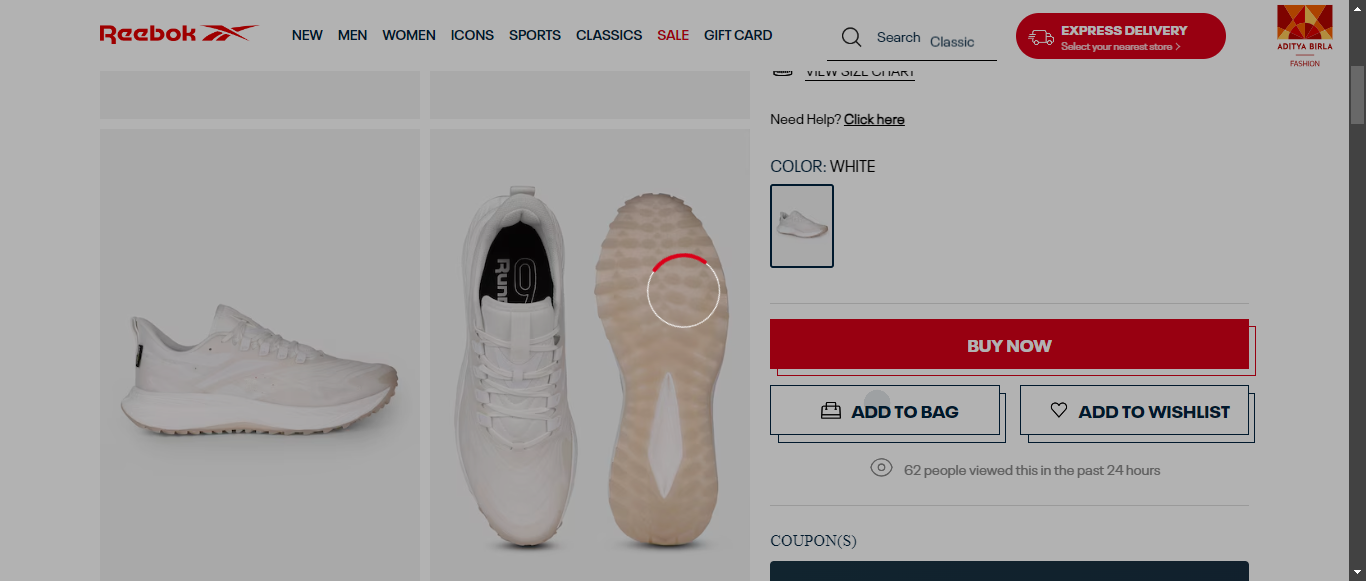 Reebok
NEW MEN WOMEN ICONS SPORTS CLASSICS SALE GIFT CARD
Search Classic
EXPRESS DELIVERY
Select your nearest store >
ADITYA BIRLA
FASHION
VIEW SIZE CHART
Need Help? Click here
COLOR: WHITE
BUY NOW
ADD TO BAG
ADD TO WISHLIST
62 people viewed this in the past 24 hours
COUPON(S)